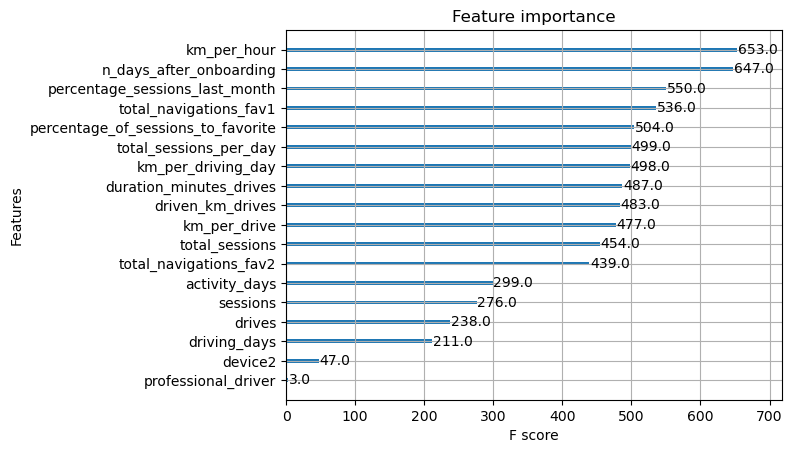 Feature importance
km_per_hour 653.0
n_days_after_onboarding 647.0
percentage_sessions_last_month 550.0
total_navigations_fav1 536.0
percentage_of_sessions_to_favorite 504.0
total_sessions_per_day 499.0
km_per_driving_day 498.0
duration_minutes_drives 487.0
driven_km_drives 483.0
km_per_drive 477.0
total_sessions 454.0
total_navigations_fav2 439.0
activity_days 299.0
sessions 276.0
drives 238.0
driving_days 211.0
device2 47.0
professional_driver 3.0
Features
0 100 200 300 400 500 600 700
F score